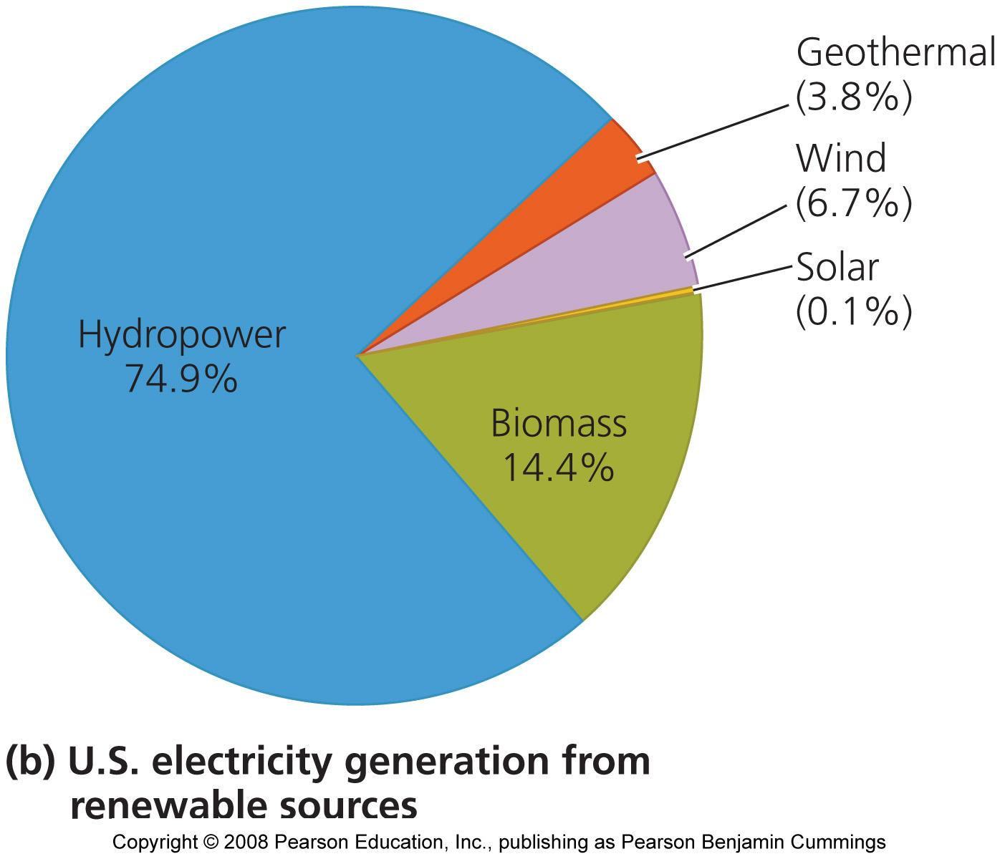 Geothermal
(3.8%)
Wind
(6.7%)
Solar
(0.1%)
Hydropower
74.9%
Biomass
14.4%
(b) U.S. electricity generation from
renewable sources
Copyright © 2008 Pearson Education, Inc., publishing as Pearson Benjamin Cummings